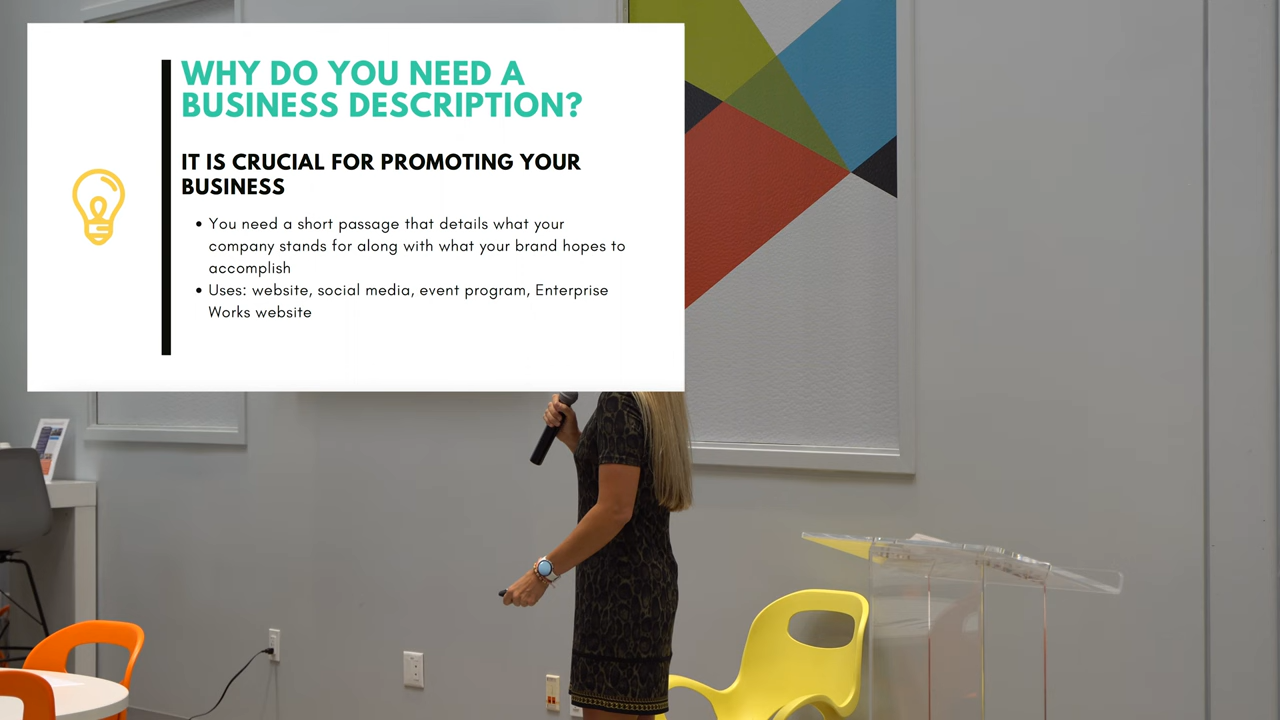 WHY DO YOU NEED A
BUSINESS DESCRIPTION?
IT IS CRUCIAL FOR PROMOTING YOUR
BUSINESS
• You need a short passage that details what your
company stands for along with what your brand hopes to
accomplish
• Uses: website, social media, event program, Enterprise
Works website